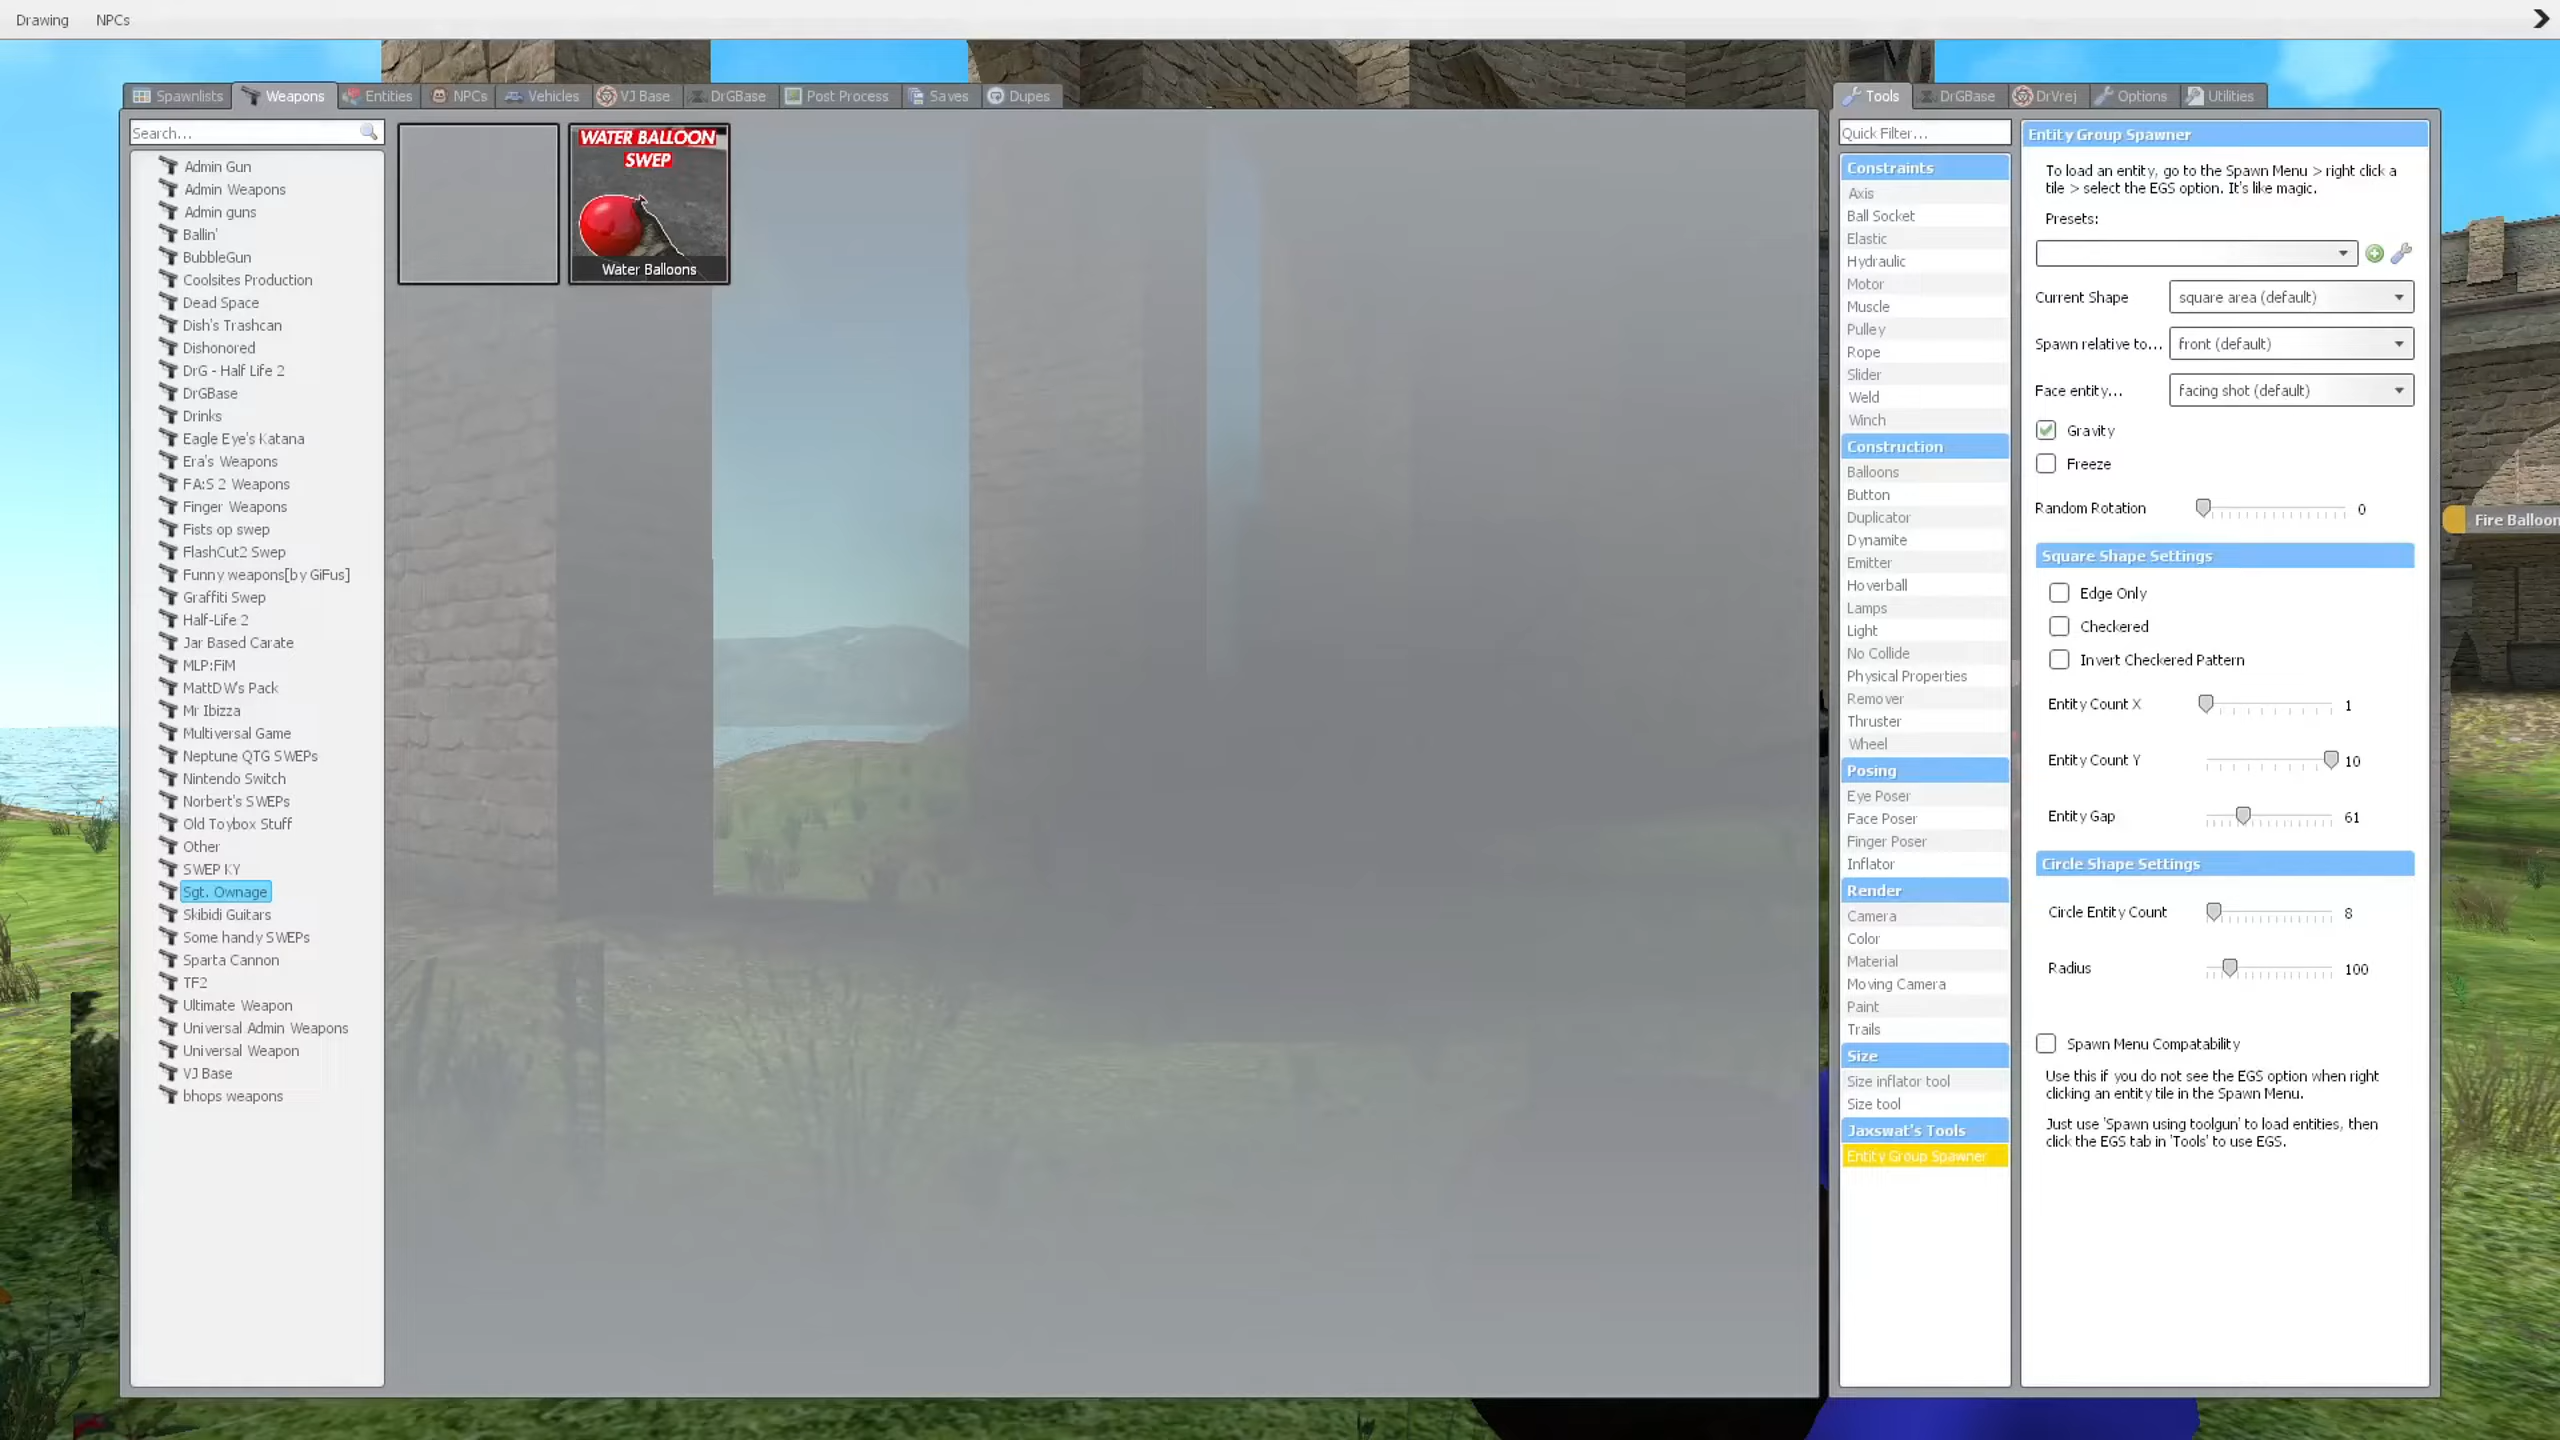 Drawing
NPCs
Spawnlists
Weapons
Entities
NPCs
Vehicles
VJ Base
DrGBase
Post Process
Saves
Dupes
Search...
Admin Gun
Admin Weapons
Admin guns
Ballin'
BubbleGun
Coolsites Production
Dead Space
Dish's Trashcan
Dishonored
DrG - Half Life 2
DrGBase
Drinks
Eagle Eye's Katana
Era's Weapons
FA:S 2 Weapons
Finger Weapons
Fists op swep
FlashCut2 Swep
Funny weapons[by GiFus]
Graffiti Swep
Half-Life 2
Jar Based Carate
MLP:FiM
MattDW's Pack
Mr Ibizza
Multiversal Game
Neptune QTG SWEPs
Nintendo Switch
Norbert's SWEPs
Old Toybox Stuff
Other
SWEP KY
Sgt. Ownage
Skibidi Guitars
Some handy SWEPs
Sparta Cannon
TF2
Ultimate Weapon
Universal Admin Weapons
Universal Weapon
VJ Base
bhops weapons
WATER BALLOON
SWEP
Water Balloons
Tools
DrGBase
DrVrej
Options
Utilities
Quick Filter...
Constraints
Axis
Ball Socket
Elastic
Hydraulic
Motor
Muscle
Pulley
Rope
Slider
Weld
Winch
Construction
Balloons
Button
Duplicator
Dynamite
Emitter
Hoverball
Lamps
Light
No Collide
Physical Properties
Remover
Thruster
Wheel
Posing
Eye Poser
Face Poser
Finger Poser
Inflator
Render
Camera
Color
Material
Moving Camera
Paint
Trails
Size
Size inflator tool
Size tool
Jaxswat's Tools
Entity Group Spawner
Entity Group Spawner
To load an entity, go to the Spawn Menu > right click a
tile > select the EGS option. It's like magic.
Presets:
Current Shape
square area (default)
Spawn relative to...
front (default)
Face entity...
facing shot (default)
Gravity
Freeze
Random Rotation
0
Square Shape Settings
Edge Only
Checkered
Invert Checkered Pattern
Entity Count X
1
Entity Count Y
10
Entity Gap
61
Circle Shape Settings
Circle Entity Count
8
Radius
100
Spawn Menu Compatability
Use this if you do not see the EGS option when right
clicking an entity tile in the Spawn Menu.
Just use 'Spawn using toolgun' to load entities, then
click the EGS tab in 'Tools' to use EGS.
Fire Balloon